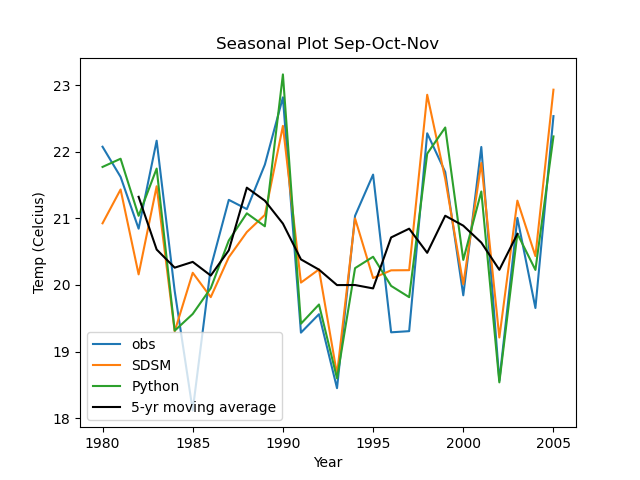 Seasonal Plot Sep-Oct-Nov
Temp (Celcius)
23
22
21
20
19
18
obs
SDSM
Python
5-yr moving average
1980 1985 1990 1995 2000 2005
Year